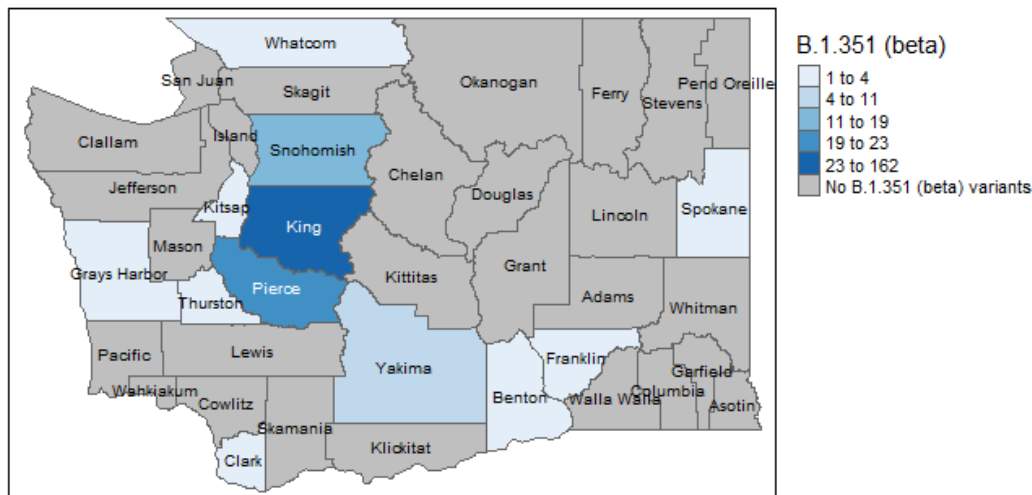 B.1.351 (beta)
1 to 4
4 to 11
11 to 19
19 to 23
23 to 162
No B.1.351 (beta) variants
Whatcom
San Juan
Skagit
Okanogan
Ferry
Stevens
Pend Oreille
Clallam
Island
Snohomish
Chelan
Jefferson
Kitsap
King
Douglas
Lincoln
Spokane
Mason
Grays Harbor
Thurston
Pierce
Kittitas
Grant
Adams
Whitman
Pacific
Lewis
Yakima
Benton
Franklin
Wahkiakum
Cowlitz
Skamania
Klickitat
Clark
Walla Walla
Columbia
Garfield
Asotin